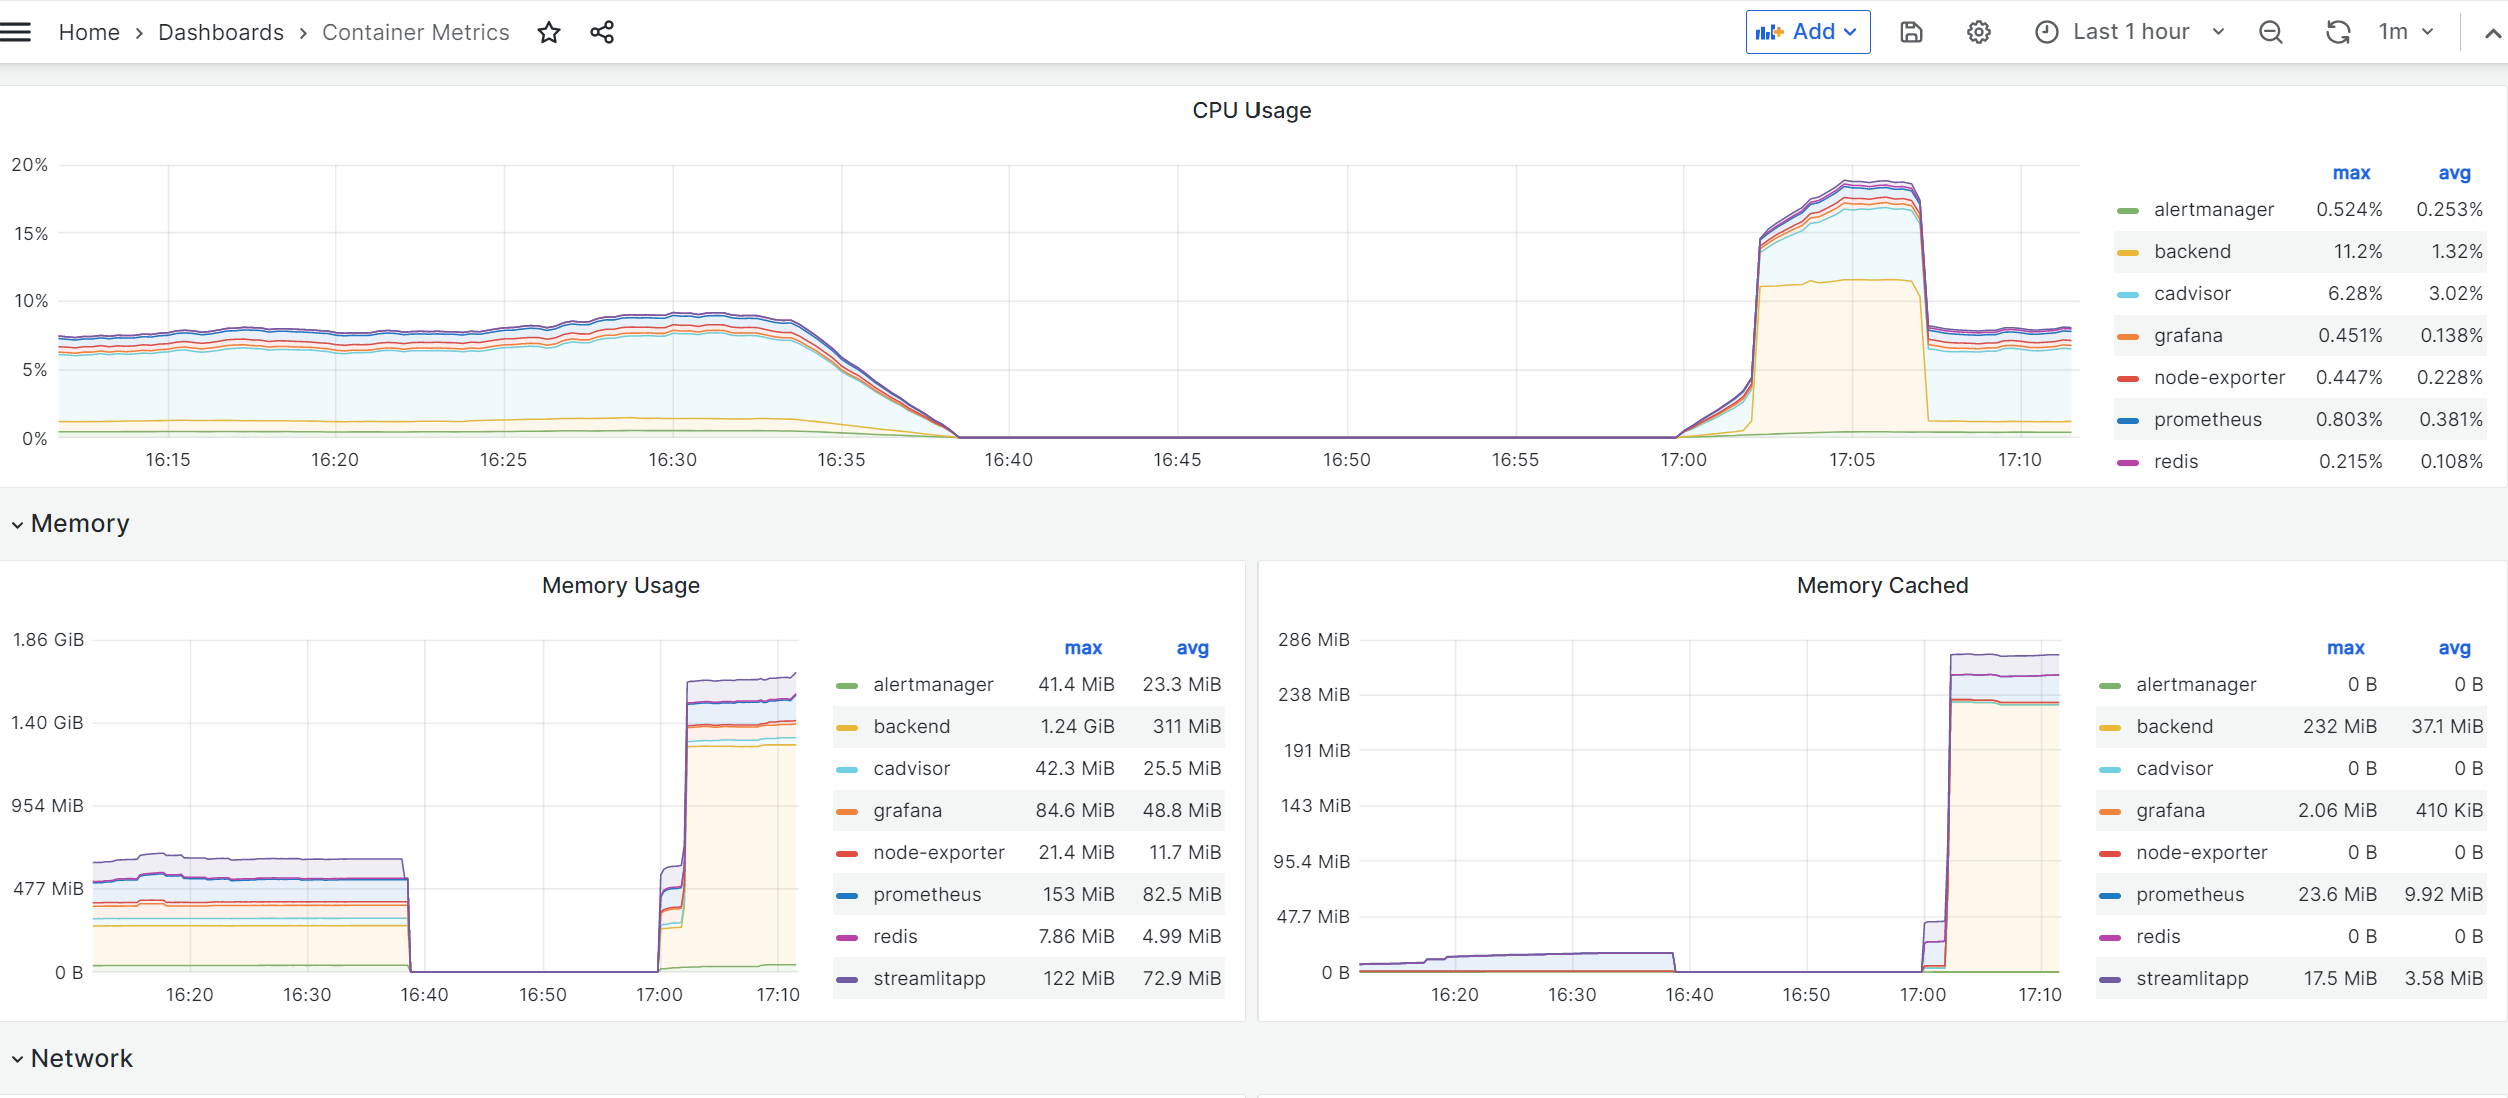 Home › Dashboards › Container Metrics
Add
Last 1 hour
1m
CPU Usage
20%
15%
10%
5%
0%
16:15 16:20 16:25 16:30 16:35 16:40 16:45 16:50 16:55 17:00 17:05 17:10
max avg
alertmanager 0.524% 0.253%
backend 11.2% 1.32%
cadvisor 6.28% 3.02%
grafana 0.451% 0.138%
node-exporter 0.447% 0.228%
prometheus 0.803% 0.381%
redis 0.215% 0.108%
Memory
Memory Usage
1.86 GiB
1.40 GiB
954 MiB
477 MiB
0 B
16:20 16:30 16:40 16:50 17:00 17:10
max avg
alertmanager 41.4 MiB 23.3 MiB
backend 1.24 GiB 311 MiB
cadvisor 42.3 MiB 25.5 MiB
grafana 84.6 MiB 48.8 MiB
node-exporter 21.4 MiB 11.7 MiB
prometheus 153 MiB 82.5 MiB
redis 7.86 MiB 4.99 MiB
streamlitapp 122 MiB 72.9 MiB
Memory Cached
286 MiB
238 MiB
191 MiB
143 MiB
95.4 MiB
47.7 MiB
0 B
16:20 16:30 16:40 16:50 17:00 17:10
max avg
alertmanager 0 B 0 B
backend 232 MiB 37.1 MiB
cadvisor 0 B 0 B
grafana 2.06 MiB 410 KiB
node-exporter 0 B 0 B
prometheus 23.6 MiB 9.92 MiB
redis 0 B 0 B
streamlitapp 17.5 MiB 3.58 MiB
Network